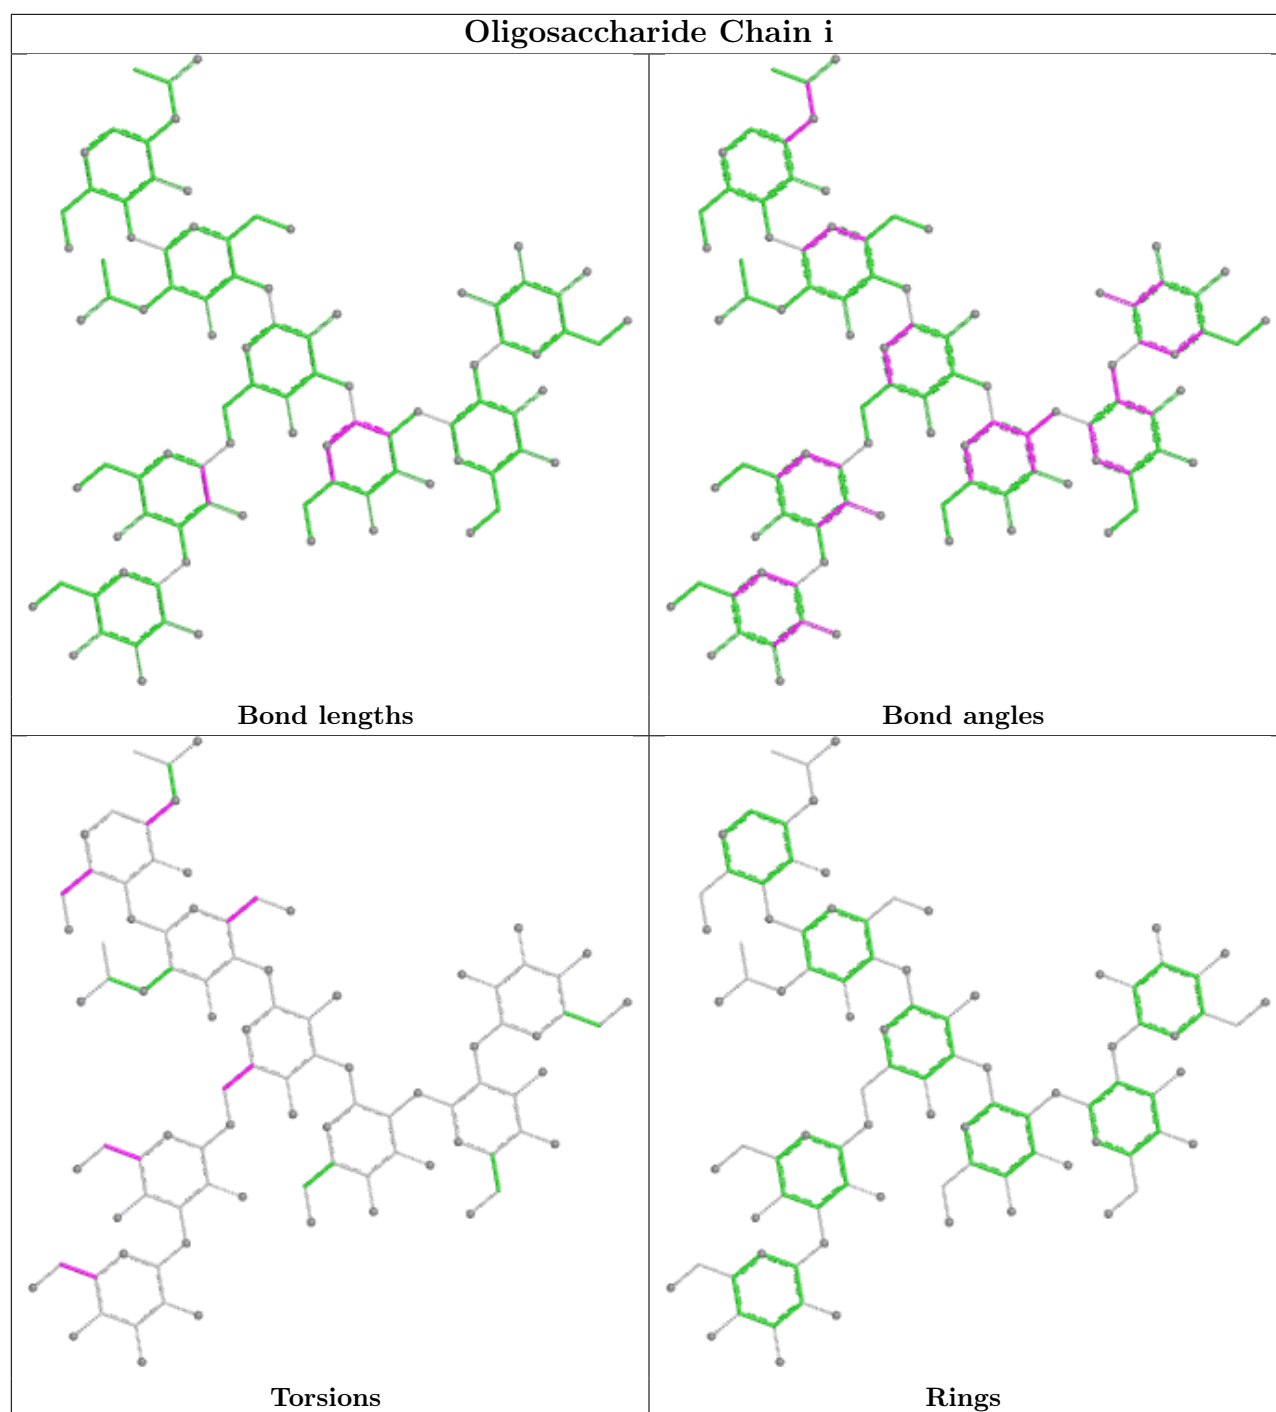 Oligosaccharide Chain i
Bond lengths
Bond angles
Torsions
Rings